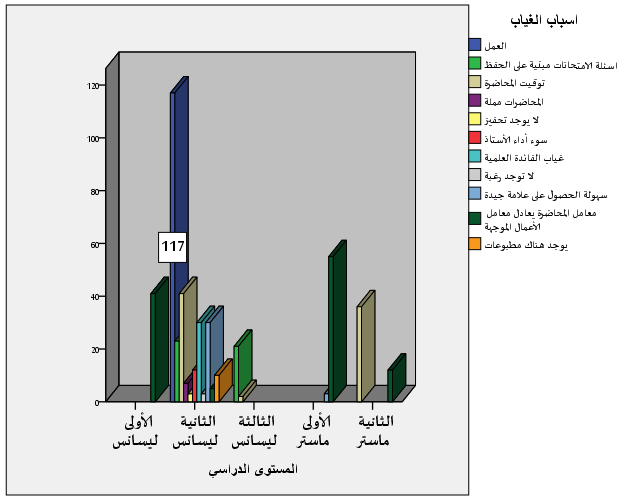 اسباب الغياب
العمل
اسئلة الامتحانات مبنية على الحفظ
توقيت المحاضرة
المحاضرات مملة
لا يوجد تحفيز
سوء أداء الأستاذ
غياب الفائدة العلمية
لا توجد رغبة
سهولة الحصول على علامة جيدة
معامل المحاضرة يعادل معامل
الأعمال الموجهة
يوجد هناك مطبوعات
120
100
80
60
40
20
0
117
الأولى ليسانس
الثانية ليسانس
الثالثة ليسانس
الأولى ماستر
الثانية ماستر
المستوى الدراسي